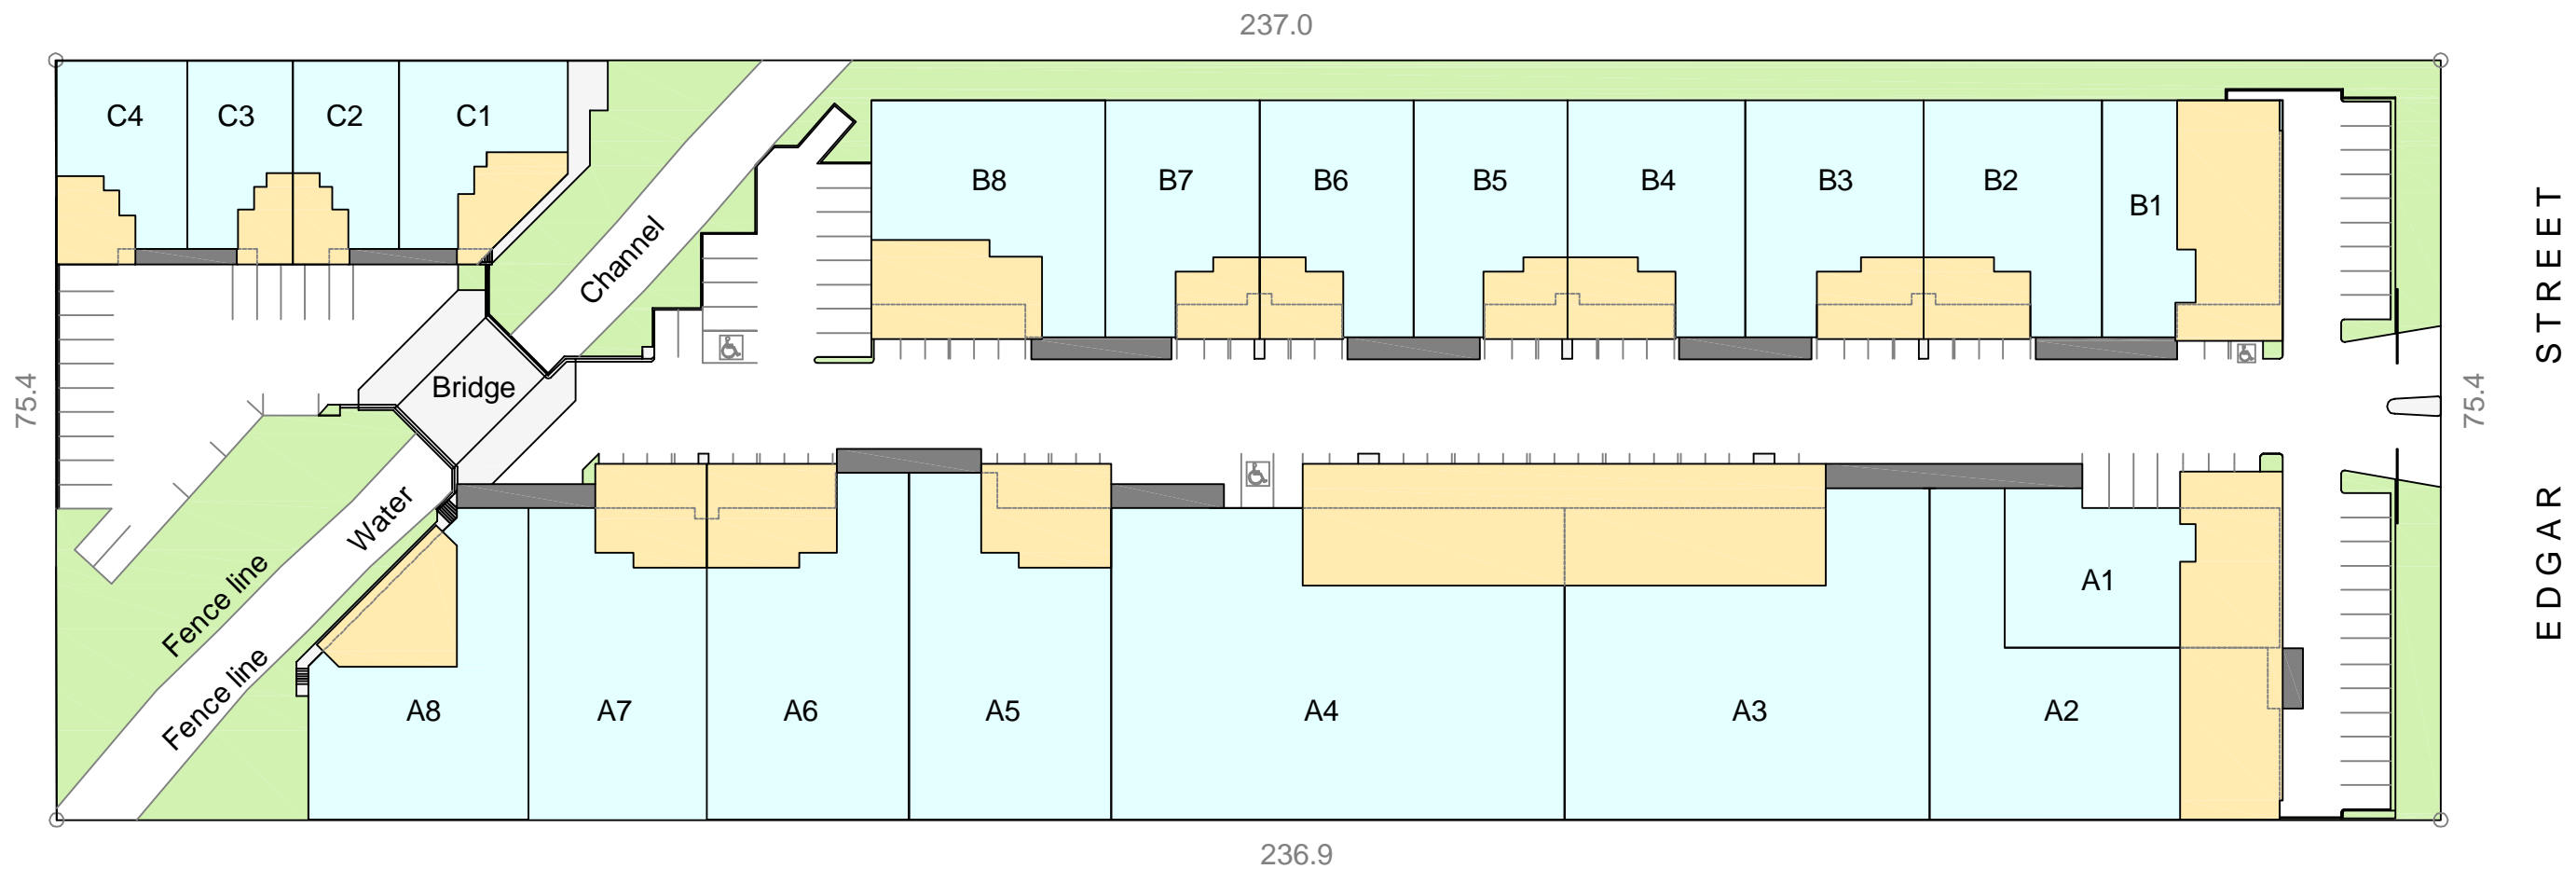 237.0
C4
C3
C2
C1
B8
B7
B6
B5
B4
B3
B2
B1
Channel
Bridge
75.4
75.4
EDGAR STREET
Water
Fence line
Fence line
A8
A7
A6
A5
A4
A3
A2
A1
236.9